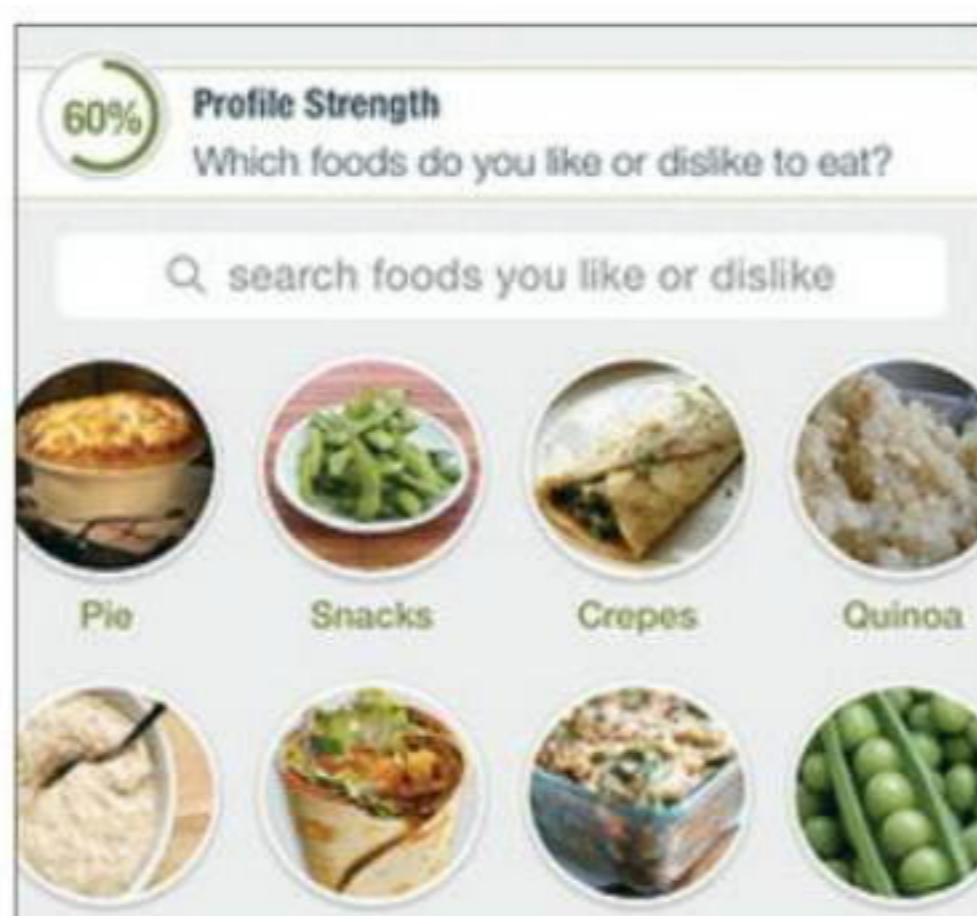 60%
Profile Strength
Which foods do you like or dislike to eat?
search foods you like or dislike
Pie
Snacks
Crepes
Quinoa